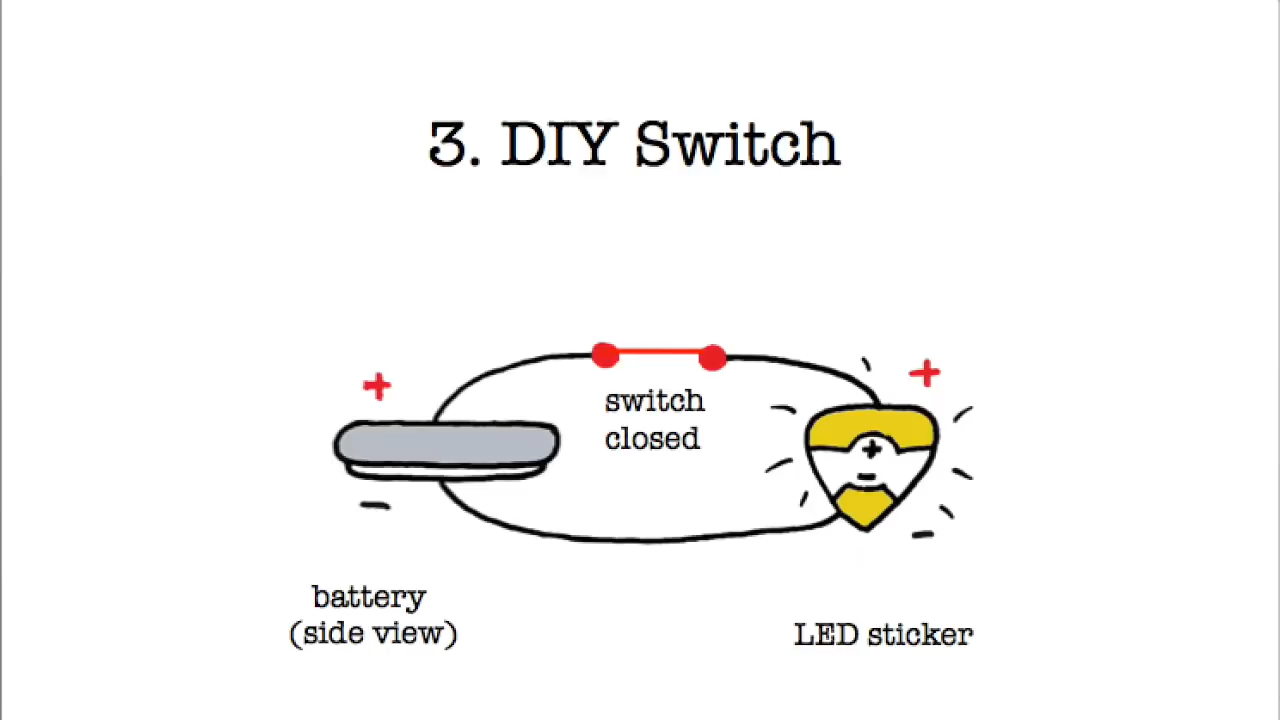 3. DIY Switch
+
+
switch
closed
+
-
-
-
battery
(side view)
LED sticker